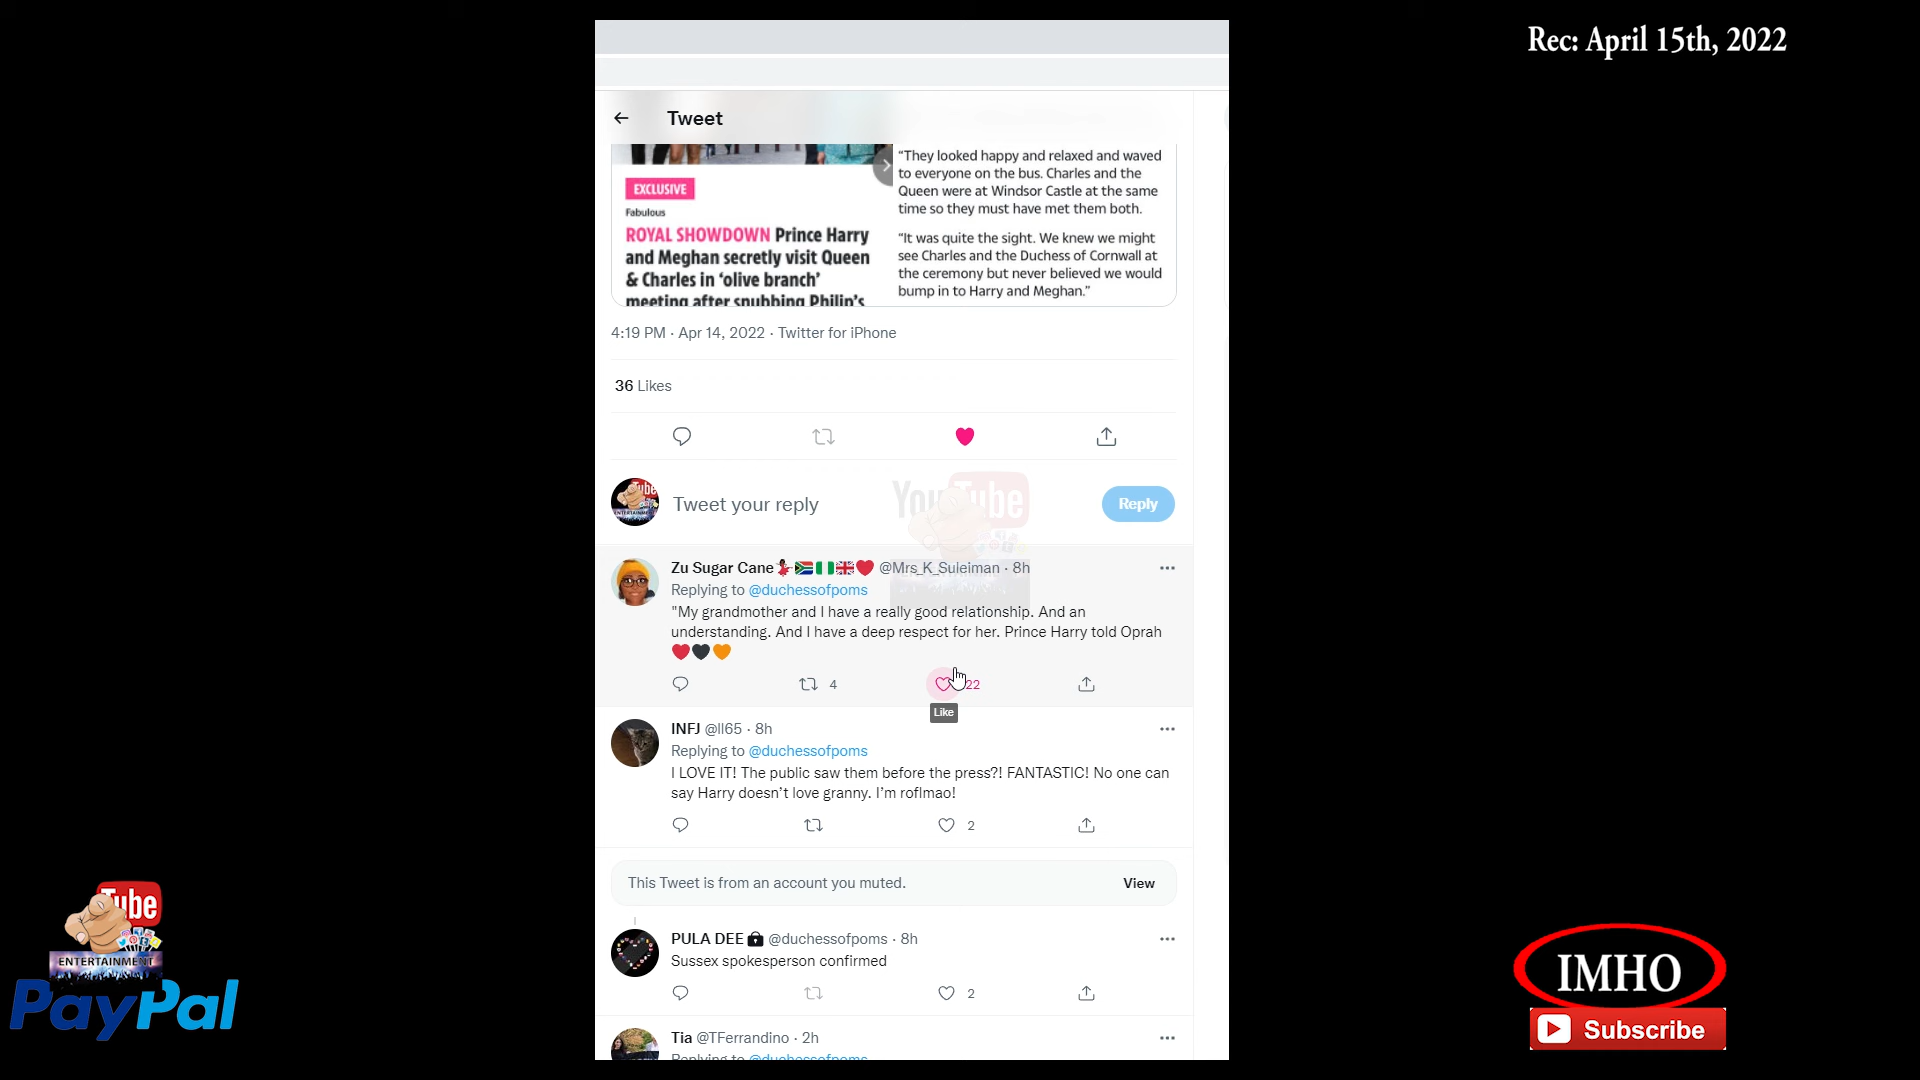 Rec: April 15th, 2022
Tweet
EXCLUSIVE
Fabulous
ROYAL SHOWDOWN Prince Harry
and Meghan secretly visit Queen
& Charles in ‘olive branch’
meeting after snubbing Philip’s
“They looked happy and relaxed and waved
to everyone on the bus. Charles and the
Queen were at Windsor Castle at the same
time so they must have met them both.
“It was quite the sight. We knew we might
see Charles and the Duchess of Cornwall at
the ceremony but never believed we would
bump in to Harry and Meghan.”
4:19 PM · Apr 14, 2022 · Twitter for iPhone
36 Likes
Tweet your reply
Reply
YouTube
Zu Sugar Cane @Mrs_K_Suleiman · 8h
Replying to @duchessofpoms
"My grandmother and I have a really good relationship. And an
understanding. And I have a deep respect for her. Prince Harry told Oprah
4
22
Like
INFJ @ll65 · 8h
Replying to @duchessofpoms
I LOVE IT! The public saw them before the press?! FANTASTIC! No one can
say Harry doesn’t love granny. I’m roflmao!
2
This Tweet is from an account you muted.
View
PULA DEE @duchessofpoms · 8h
Sussex spokesperson confirmed
2
Tia @TFerrandino · 2h
Replying to @duchessofpoms
Tube
ENTERTAINMENT
PayPal
IMHO
Subscribe